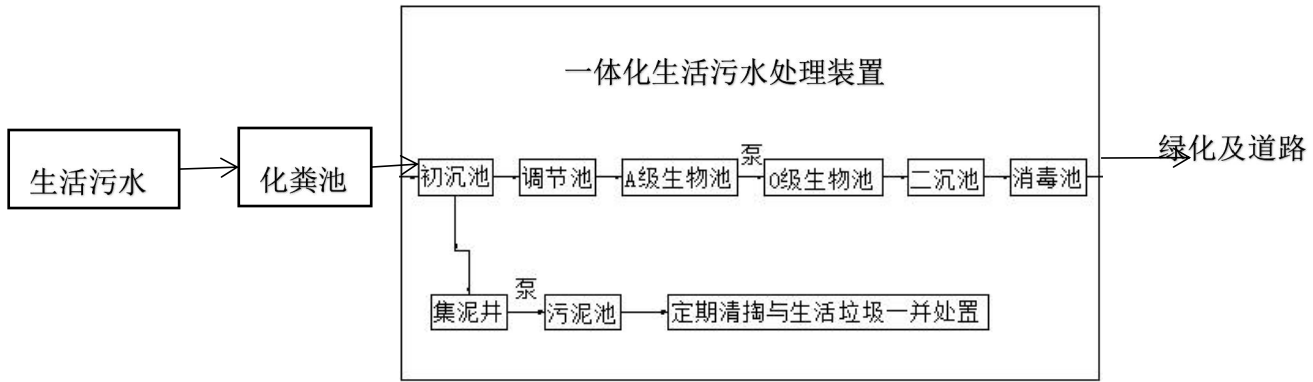 一体化生活污水处理装置
生活污水
化粪池
初沉池
调节池
A级生物池
泵
O级生物池
二沉池
消毒池
绿化及道路
集泥井
泵
污泥池
定期清掏与生活垃圾一并处置